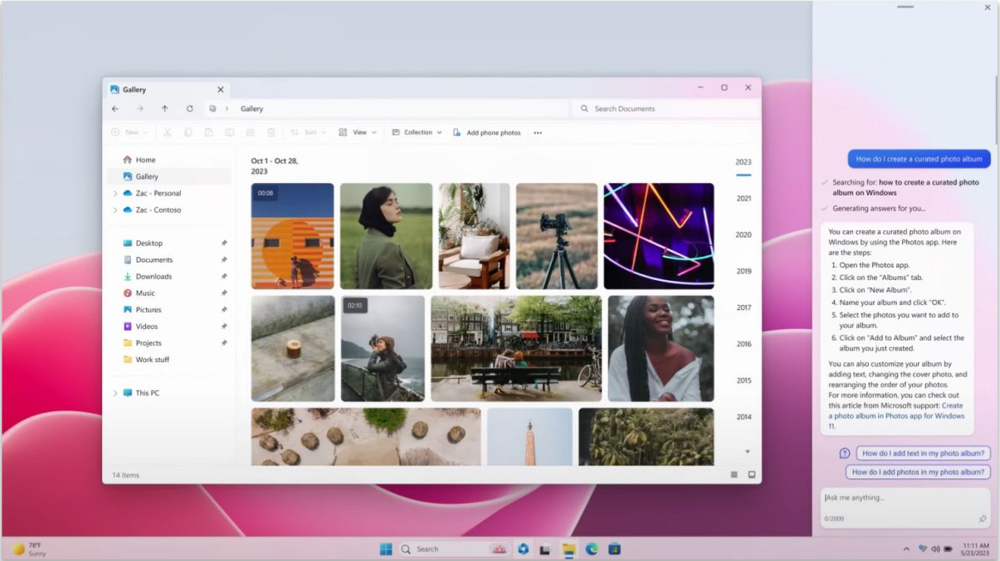 Gallery
Gallery
Search Documents
New
Sort
View
Collection
Add phone photos
Home
Gallery
Zac - Personal
Zac - Contoso
Desktop
Documents
Downloads
Music
Pictures
Videos
Projects
Work stuff
This PC
14 items
Oct 1 - Oct 28,
2023
00:08
02:10
2023
2021
2020
2019
2017
2016
2015
2014
How do I create a curated photo album
Searching for: how to create a curated photo
album on Windows
Generating answers for you...
You can create a curated photo album on
Windows by using the Photos app. Here
are the steps:
1. Open the Photos app.
2. Click on the "Albums" tab.
3. Click on "New Album".
4. Name your album and click "OK".
5. Select the photos you want to add to
your album.
6. Click on "Add to Album" and select the
album you just created.
You can also customize your album by
adding text, changing the cover photo, and
rearranging the order of your photos.
For more information, you can check out
this article from Microsoft support: Create
a photo album in Photos app for Windows
11.
How do I add text in my photo album?
How do I add photos in my photo album?
Ask me anything...
0/2000
78°F
Sunny
Search
11:11 AM
5/23/2023